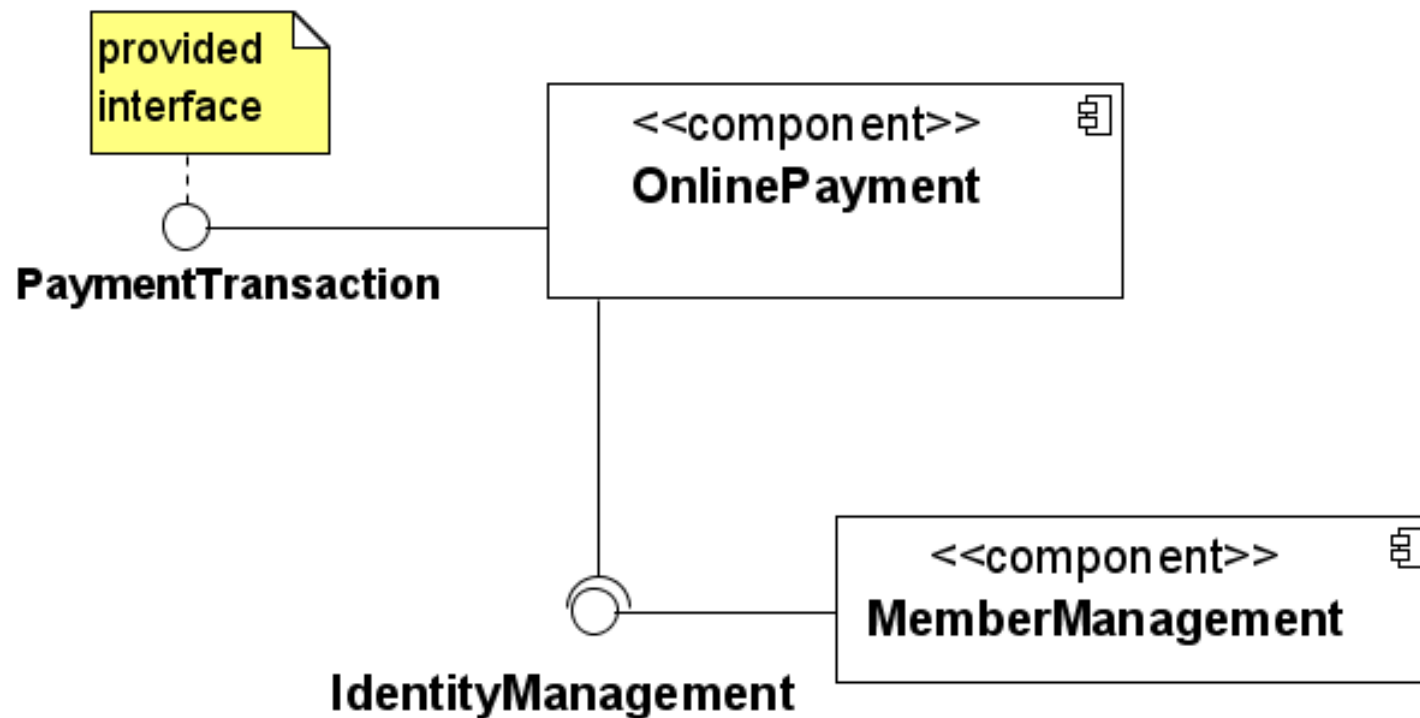 provided
interface
<<component>>
OnlinePayment
PaymentTransaction
<<component>>
MemberManagement
IdentityManagement